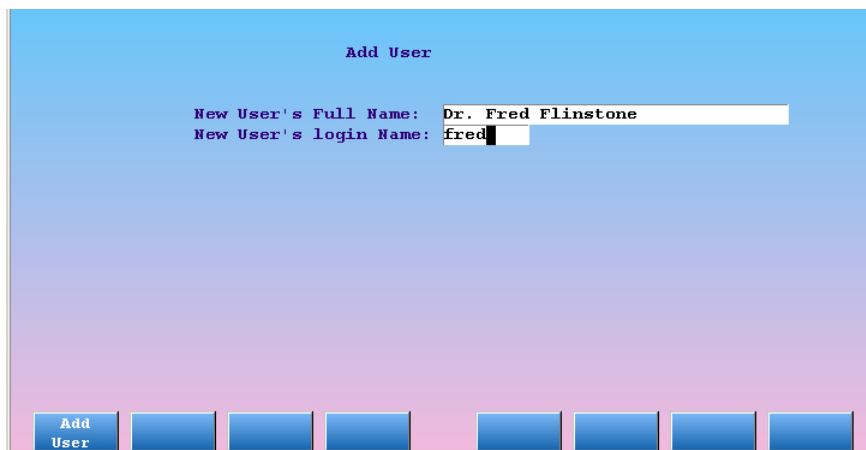 Add User
New User's Full Name: Dr. Fred Flinstone
New User's login Name: fred
Add
User